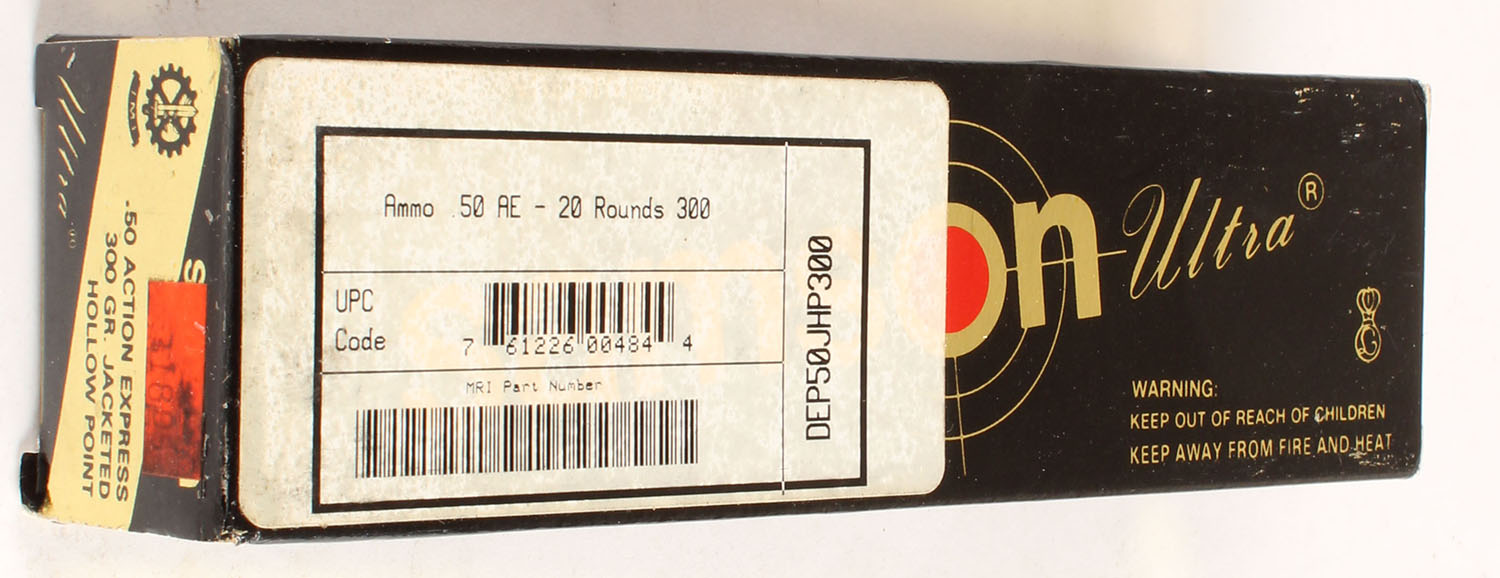 Ultra®
IMI
.50 ACTION EXPRESS
300 GR. JACKETED
HOLLOW POINT
S
Ammo .50 AE - 20 Rounds 300
UPC
Code
7 61226 00484 4
MRI Part Number
DEP50JHP300
on Ultra®
WARNING:
KEEP OUT OF REACH OF CHILDREN
KEEP AWAY FROM FIRE AND HEAT